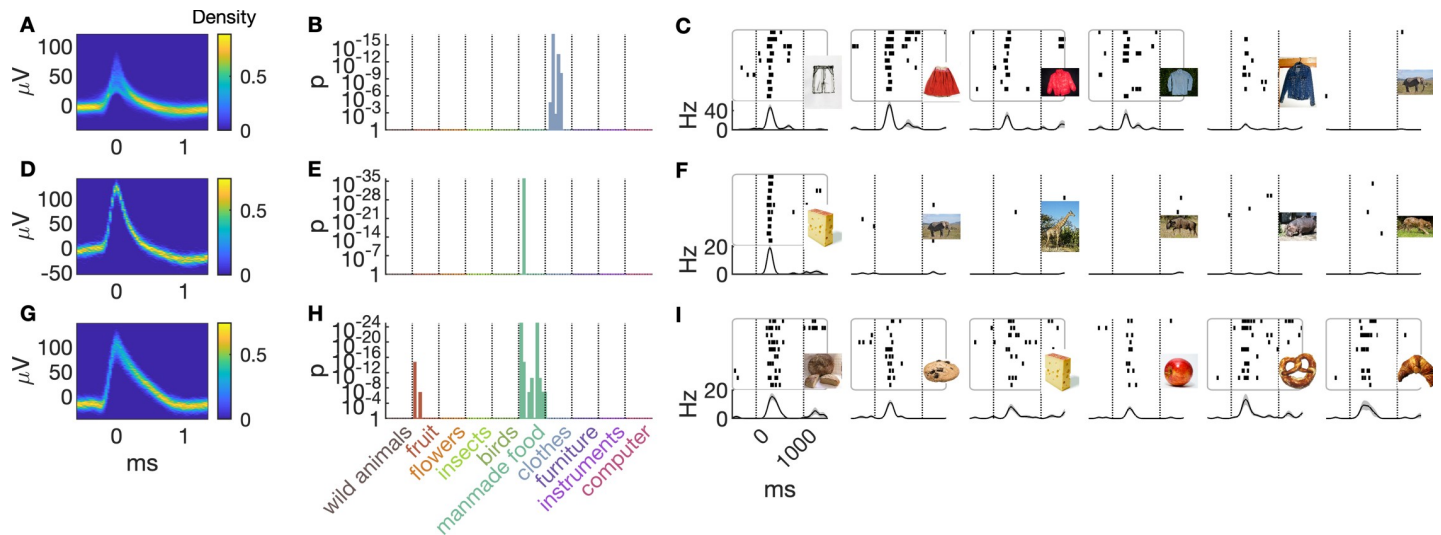 A
Density
μV
100
50
0
0
1
1
0.5
0
B
p
10-15
10-12
10-9
10-6
10-3
1
C
Hz
40
0
D
μV
100
50
0
-50
0
1
0.5
0
E
p
10-35
10-28
10-21
10-14
10-7
1
F
Hz
20
0
G
μV
100
50
0
0
1
ms
0.5
0
H
p
10-24
10-20
10-16
10-12
10-8
10-4
1
wild animals
fruit
flowers
insects
birds
manmade food
clothes
furniture
instruments
computer
I
Hz
20
0
0
1000
ms